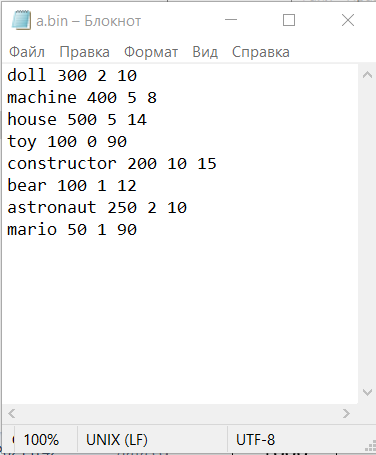 a.bin – Блокнот
Файл Правка Формат Вид Справка
doll 300 2 10
machine 400 5 8
house 500 5 14
toy 100 0 90
constructor 200 10 15
bear 100 1 12
astronaut 250 2 10
mario 50 1 90
100% UNIX (LF) UTF-8